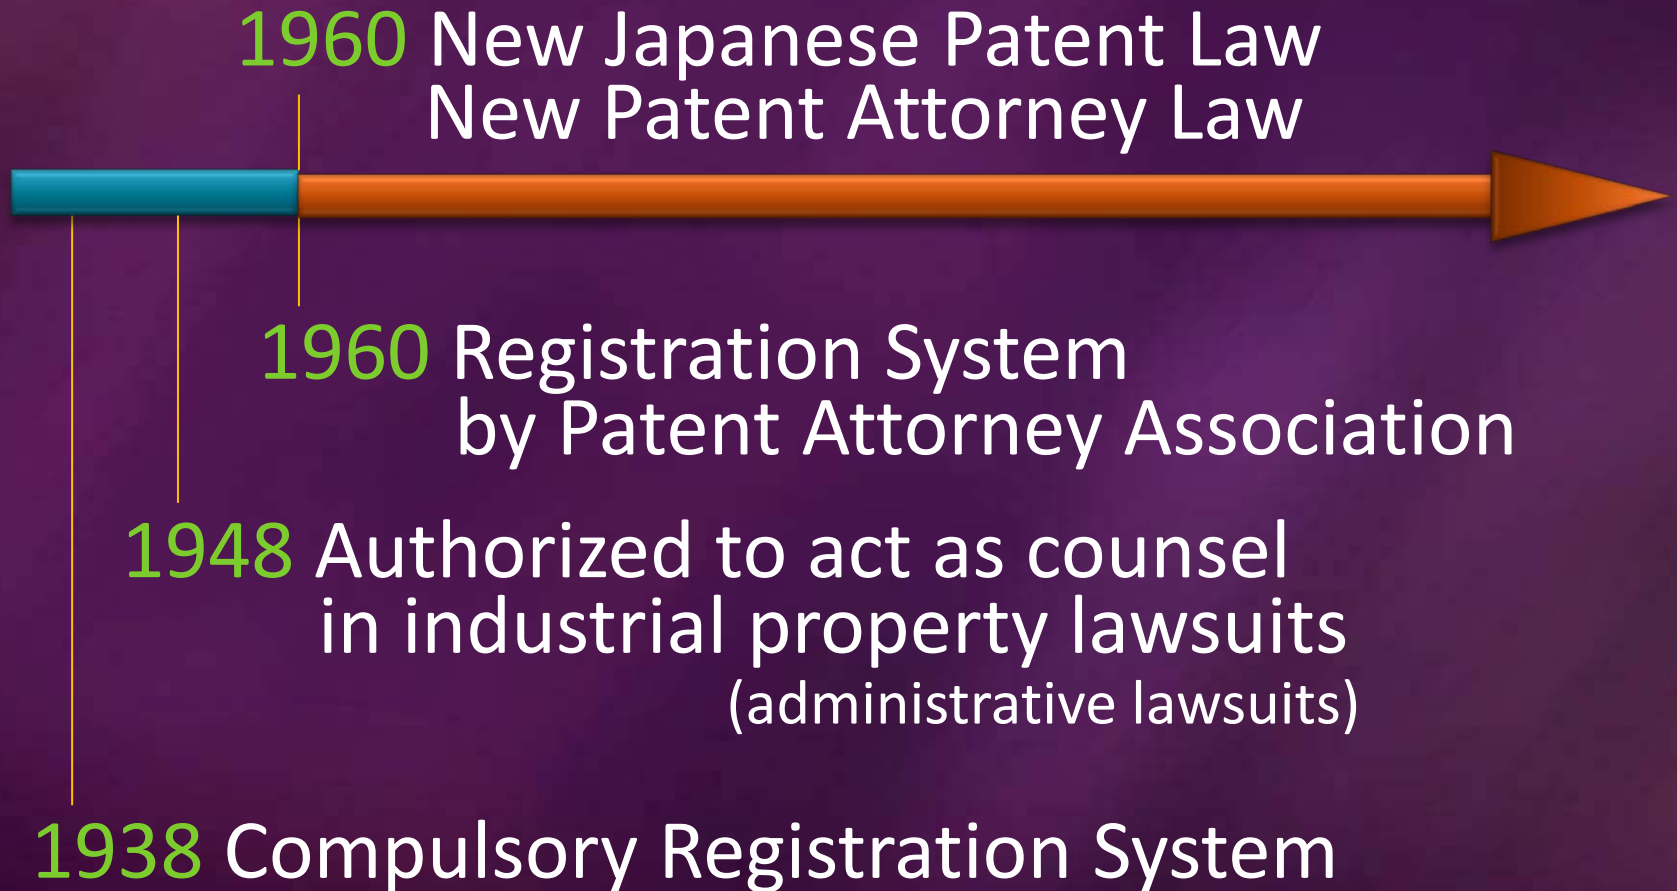 1960 New Japanese Patent Law
New Patent Attorney Law
1960 Registration System
by Patent Attorney Association
1948 Authorized to act as counsel
in industrial property lawsuits
(administrative lawsuits)
1938 Compulsory Registration System